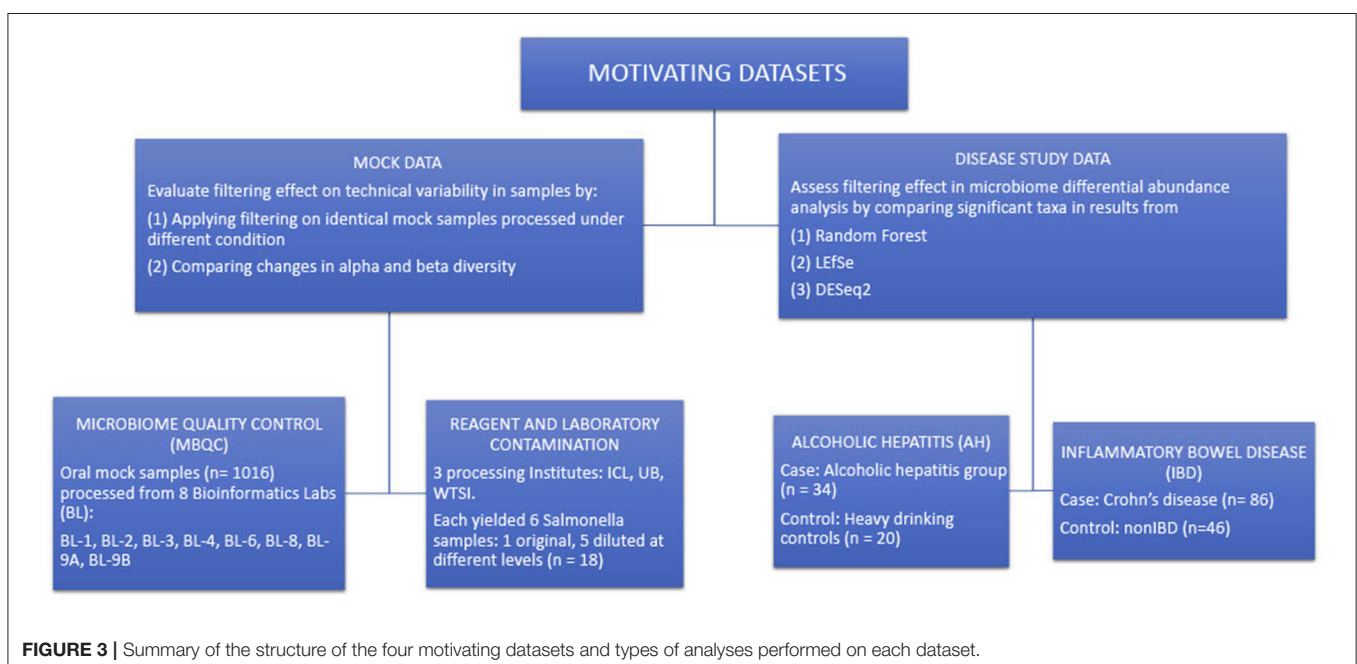 MOTIVATING DATASETS
MOCK DATA
Evaluate filtering effect on technical variability in samples by:
(1) Applying filtering on identical mock samples processed under
different condition
(2) Comparing changes in alpha and beta diversity
DISEASE STUDY DATA
Assess filtering effect in microbiome differential abundance
analysis by comparing significant taxa in results from
(1) Random Forest
(2) LEfSe
(3) DESeq2
MICROBIOME QUALITY CONTROL
(MBQC)
Oral mock samples (n= 1016)
processed from 8 Bioinformatics Labs
(BL):
BL-1, BL-2, BL-3, BL-4, BL-6, BL-8, BL-
9A, BL-9B
REAGENT AND LABORATORY
CONTAMINATION
3 processing Institutes: ICL, UB,
WTSI.
Each yielded 6 Salmonella
samples: 1 original, 5 diluted at
different levels (n = 18)
ALCOHOLIC HEPATITIS (AH)
Case: Alcoholic hepatitis group
(n = 34)
Control: Heavy drinking
controls (n = 20)
INFLAMMATORY BOWEL DISEASE
(IBD)
Case: Crohn’s disease (n= 86)
Control: nonIBD (n=46)
FIGURE 3 | Summary of the structure of the four motivating datasets and types of analyses performed on each dataset.